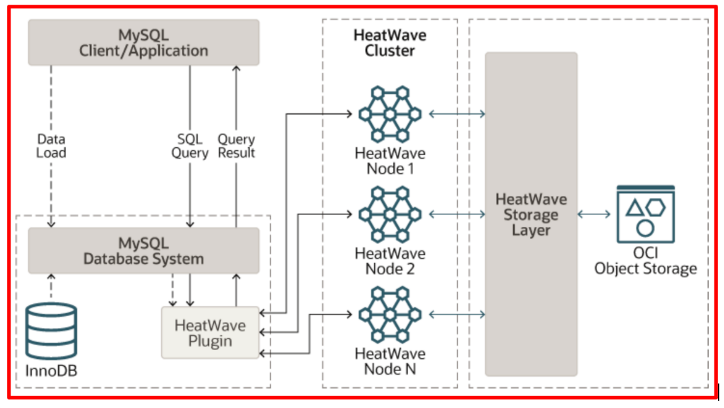 MySQL
Client/Application
HeatWave
Cluster
Data
Load
SQL
Query
Query
Result
HeatWave
Node 1
HeatWave
Storage
Layer
MySQL
Database System
HeatWave
Node 2
OCI
Object Storage
HeatWave
Plugin
InnoDB
HeatWave
Node N